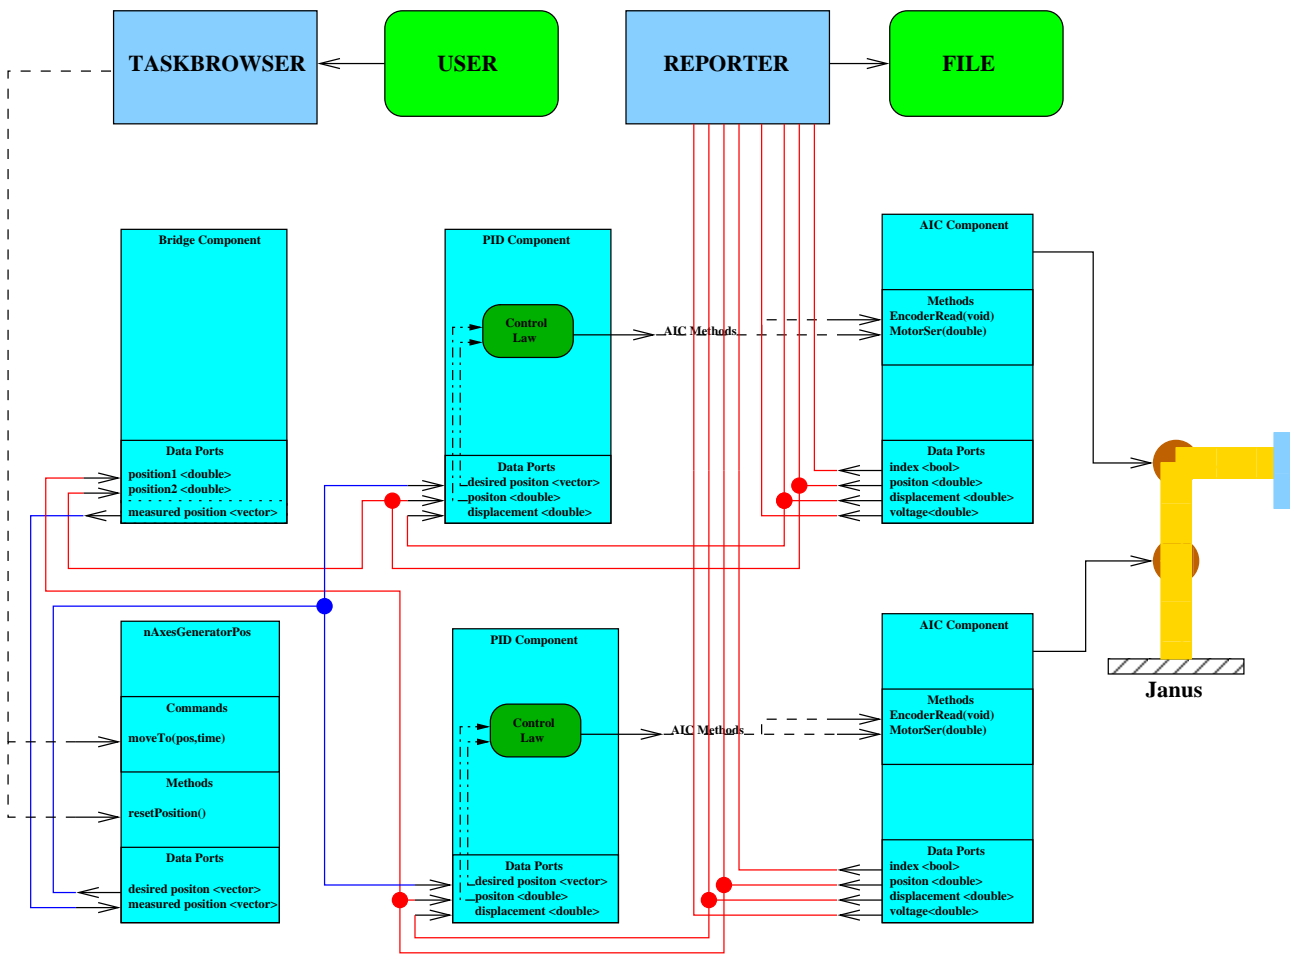 TASKBROWSER
USER
REPORTER
FILE
Bridge Component
Data Ports
position1 <double>
position2 <double>
measured position <vector>
PID Component
Control
Law
Data Ports
desired positon <vector>
positon <double>
displacement <double>
AIC Methods
AIC Component
Methods
EncoderRead(void)
MotorSer(double)
Data Ports
index <bool>
positon <double>
displacement <double>
voltage<double>
Janus
nAxesGeneratorPos
Commands
moveTo(pos,time)
Methods
resetPosition()
Data Ports
desired positon <vector>
measured position <vector>
PID Component
Control
Law
Data Ports
desired positon <vector>
positon <double>
displacement <double>
AIC Methods
AIC Component
Methods
EncoderRead(void)
MotorSer(double)
Data Ports
index <bool>
positon <double>
displacement <double>
voltage<double>